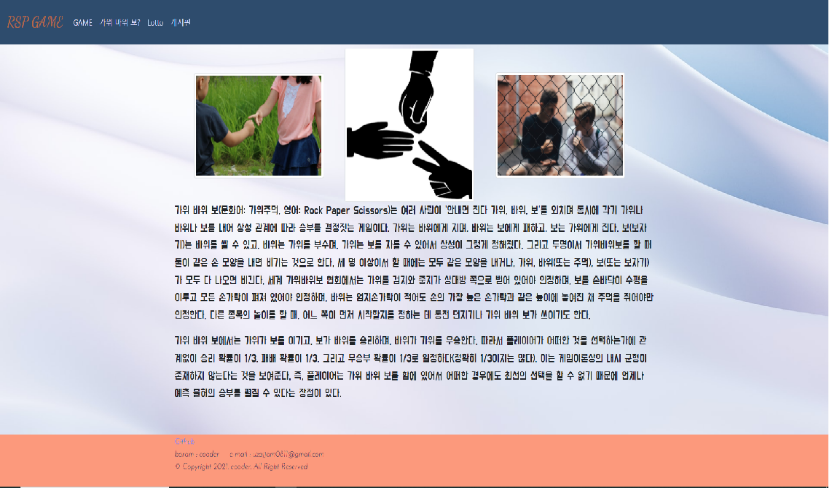 RSP GAME GAME 가위 바위 보? Lutto 게시판
가위 바위 보(문화어: 가위주먹, 영어: Rock Paper Scissors)는 여러 사람이 '안내면 진다 가위, 바위, 보'를 외치며 동시에 각기 가위나
바위나 보를 내어 상성 관계에 따라 승부를 결정짓는 게임이다. 가위는 바위에게 지며, 바위는 보에게 패하고, 보는 가위에게 진다. 보(보자
기)는 바위를 쌀 수 있고, 바위는 가위를 부수며, 가위는 보를 자를 수 있어서 상성이 그렇게 정해졌다. 그리고 두명이서 가위바위보를 할 때
둘이 같은 손 모양을 내면 비기는 것으로 한다. 세 명 이상이서 할 때에는 모두 같은 모양을 내거나, 가위, 바위(또는 주먹), 보(또는 보자기)
가 모두 다 나오면 비긴다. 세계 가위바위보 협회에서는 가위를 검지와 중지가 상대방 쪽으로 뻗어 있어야 인정하며, 보를 손바닥이 수평을
이루고 모든 손가락이 펴져 있어야 인정하며, 바위는 엄지손가락이 적어도 손의 가장 높은 손가락과 같은 높이에 놓여진 채 주먹을 쥐어야만
인정한다. 다른 종목의 놀이를 할 때, 어느 쪽이 먼저 시작할지를 정하는 데 동전 던지기나 가위 바위 보가 쓰이기도 한다.
가위 바위 보에서는 가위가 보를 이기고, 보가 바위를 승리하며, 바위가 가위를 우승한다. 따라서 플레이어가 어떠한 것을 선택하는가에 관
계없이 승리 확률이 1/3, 패배 확률이 1/3, 그리고 무승부 확률이 1/3로 일정하다(정확히 1/3이지는 많다). 이는 게임이론상의 내쉬 균형이
존재하지 않는다는 것을 보여준다. 즉, 플레이어는 가위 바위 보를 함에 있어서 어떠한 경우에도 최선의 선택을 할 수 없기 때문에 언제나
예측 불허의 승부를 펼칠 수 있다는 장점이 있다.
e.mail :
© Copyright 2021. cooder. All Right Reserved